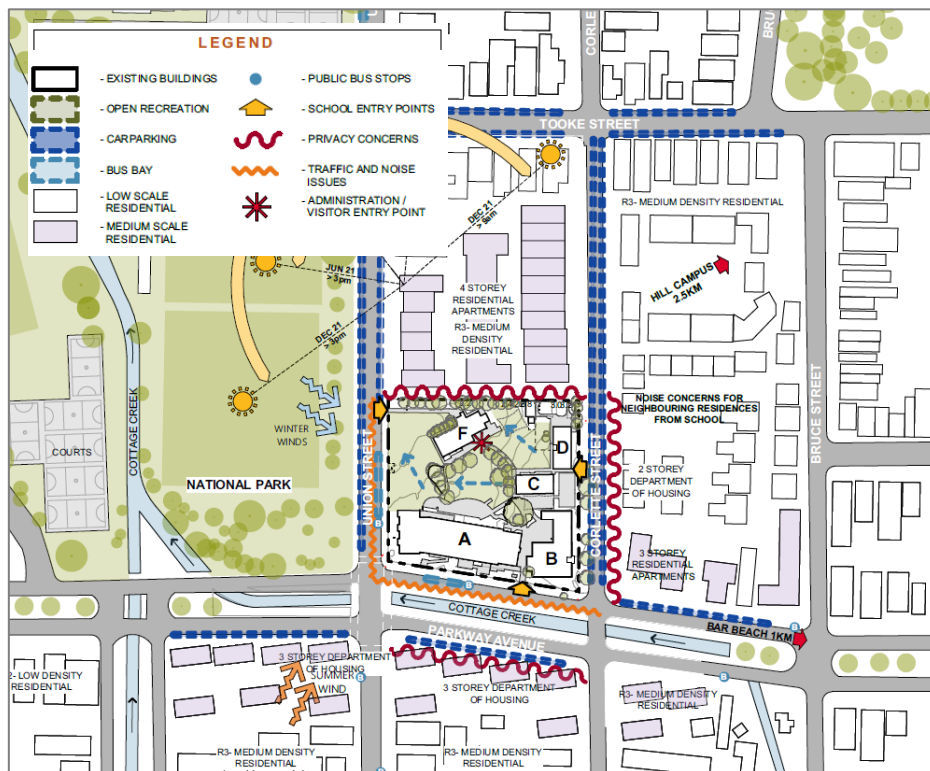 LEGEND
- EXISTING BUILDINGS
- OPEN RECREATION
- CARPARKING
- BUS BAY
- LOW SCALE
RESIDENTIAL
- MEDIUM SCALE
RESIDENTIAL
- PUBLIC BUS STOPS
- SCHOOL ENTRY POINTS
- PRIVACY CONCERNS
- TRAFFIC AND NOISE
ISSUES
- ADMINISTRATION /
VISITOR ENTRY POINT
CORLE
BRU
TOOKE STREET
DEC 21
> 9am
R3- MEDIUM DENSITY RESIDENTIAL
HILL CAMPUS
2.5KM
JUN 21
> 3pm
4 STOREY
RESIDENTIAL
APARTMENTS
R3- MEDIUM
DENSITY
RESIDENTIAL
DEC 21
> 3pm
COTTAGE CREEK
COURTS
WINTER
WINDS
NATIONAL PARK
UNION STREET
NOISE CONCERNS FOR
NEIGHBOURING RESIDENCES
FROM SCHOOL
BRUCE STREET
F
D
C
A
B
CORLETTE STREET
2 STOREY
DEPARTMENT
OF HOUSING
3 STOREY
RESIDENTIAL
APARTMENTS
B
B
COTTAGE CREEK
PARKWAY AVENUE
B
BAR BEACH 1KM
3 STOREY DEPARTMENT
OF HOUSING
SUMMER
WIND
B
3 STOREY DEPARTMENT
OF HOUSING
B
R3- MEDIUM DENSITY
RESIDENTIAL
2- LOW DENSITY
RESIDENTIAL
R3- MEDIUM DENSITY
RESIDENTIAL
R3- MEDIUM DENSITY
RESIDENTIAL
B